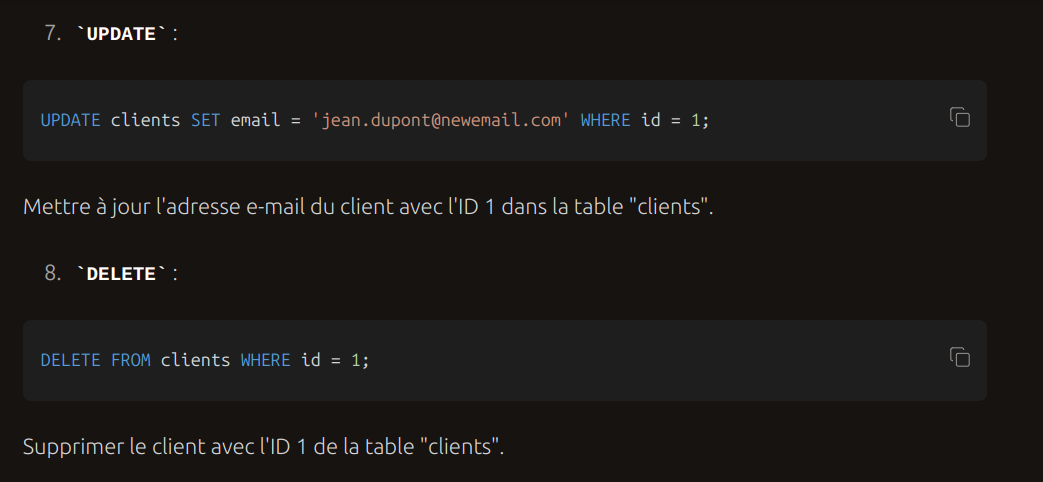 7. `UPDATE` :
UPDATE clients SET email = 'jean.dupont@newemail.com' WHERE id = 1;
Mettre à jour l'adresse e-mail du client avec l'ID 1 dans la table "clients".
8. `DELETE` :
DELETE FROM clients WHERE id = 1;
Supprimer le client avec l'ID 1 de la table "clients".